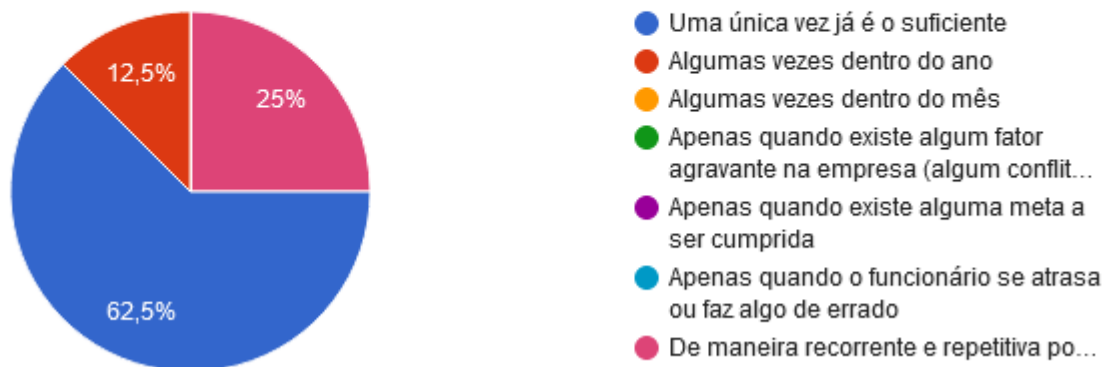 12,5%
25%
62,5%
Uma única vez já é o suficiente
Algumas vezes dentro do ano
Algumas vezes dentro do mês
Apenas quando existe algum fator
agravante na empresa (algum conflit...
Apenas quando existe alguma meta a
ser cumprida
Apenas quando o funcionário se atrasa
ou faz algo de errado
De maneira recorrente e repetitiva po...